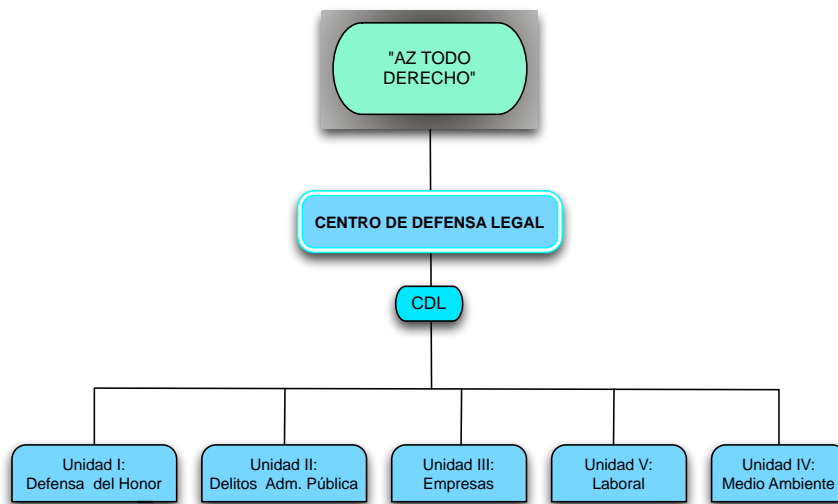 "AZ TODO
DERECHO"
CENTRO DE DEFENSA LEGAL
CDL
Unidad I:
Defensa del Honor
Unidad II:
Delitos Adm. Pública
Unidad III:
Empresas
Unidad V:
Laboral
Unidad IV:
Medio Ambiente